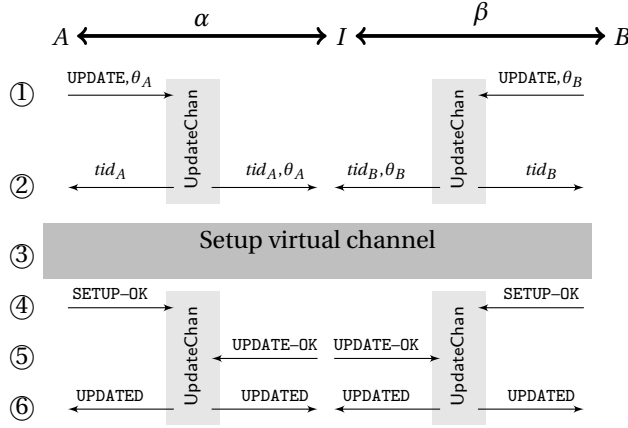 α β
A I B
① UPDATE, θ_A UPDATE, θ_B
UpdateChan UpdateChan
② tid_A tid_A, θ_A tid_B, θ_B tid_B
③ Setup virtual channel
④ SETUP–OK SETUP–OK
⑤ UPDATE–OK UPDATE–OK
UpdateChan UpdateChan
⑥ UPDATED UPDATED UPDATED UPDATED